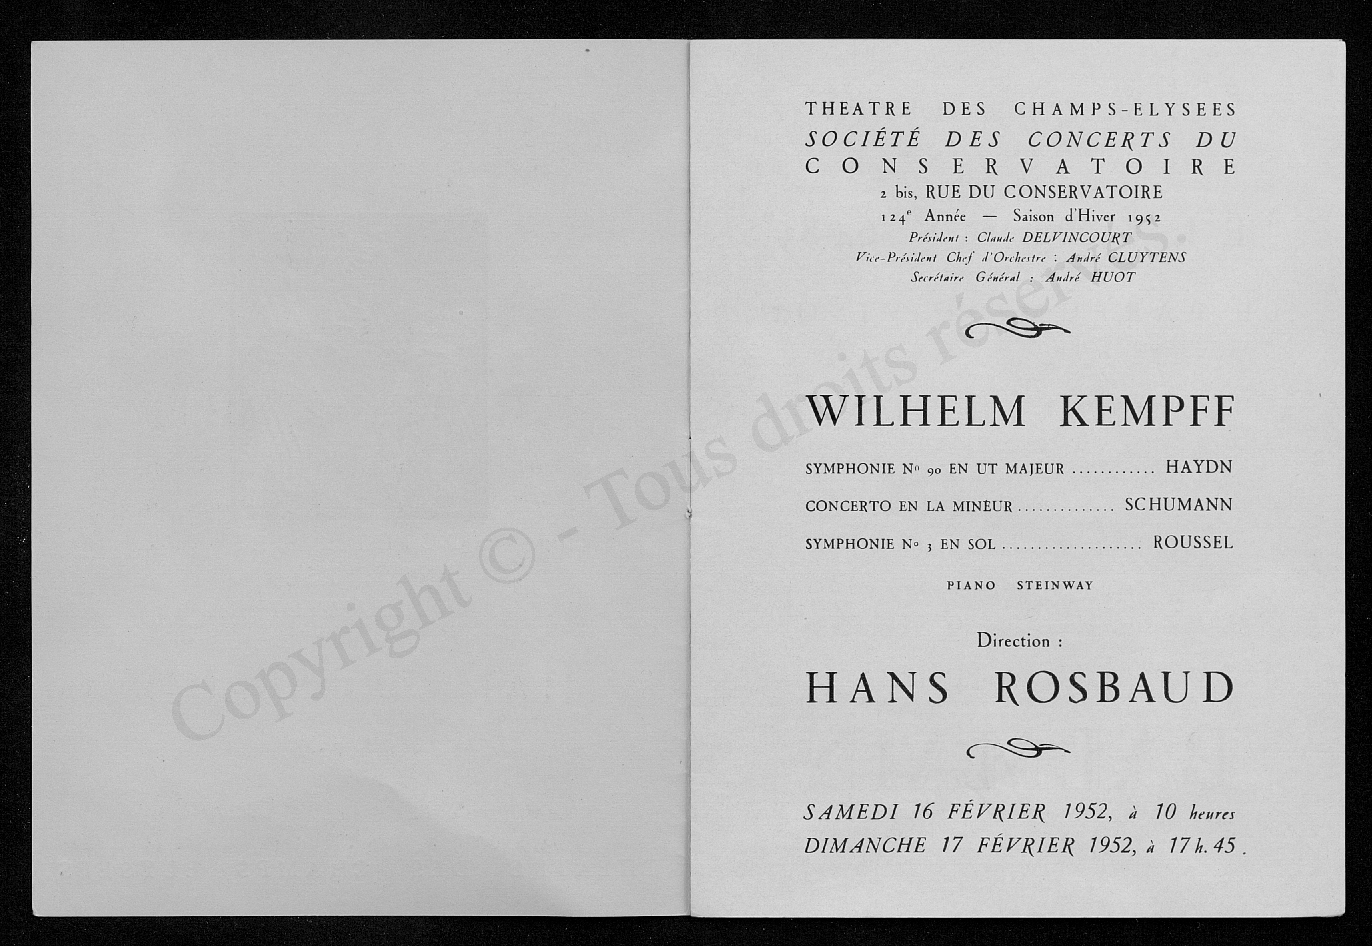 THEATRE DES CHAMPS-ELYSEES
SOCIÉTÉ DES CONCERTS DU
CONSERVATOIRE
2 bis, RUE DU CONSERVATOIRE
124e Année — Saison d'Hiver 1952
Président : Claude DELVINCOURT
Vice-Président Chef d'Orchestre : André CLUYTENS
Secrétaire Général : André HUOT
WILHELM KEMPFF
SYMPHONIE No 90 EN UT MAJEUR ............ HAYDN
CONCERTO EN LA MINEUR .............. SCHUMANN
SYMPHONIE No 3 EN SOL .................... ROUSSEL
PIANO STEINWAY
Direction :
HANS ROSBAUD
SAMEDI 16 FÉVRIER 1952, à 10 heures
DIMANCHE 17 FÉVRIER 1952, à 17 h. 45.
Copyright © - Tous droits réservés.